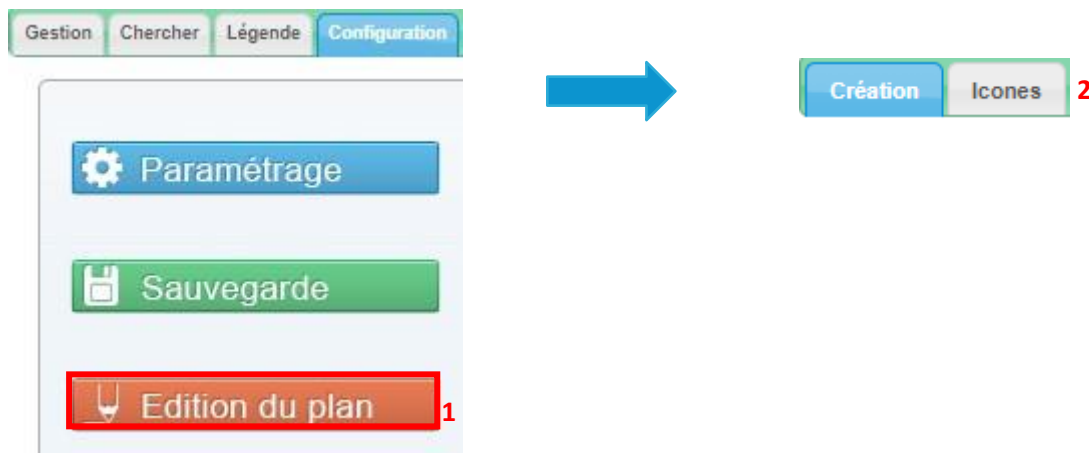 Gestion Chercher Légende Configuration
Création Icones 2
Paramétrage
Sauvegarde
Edition du plan 1